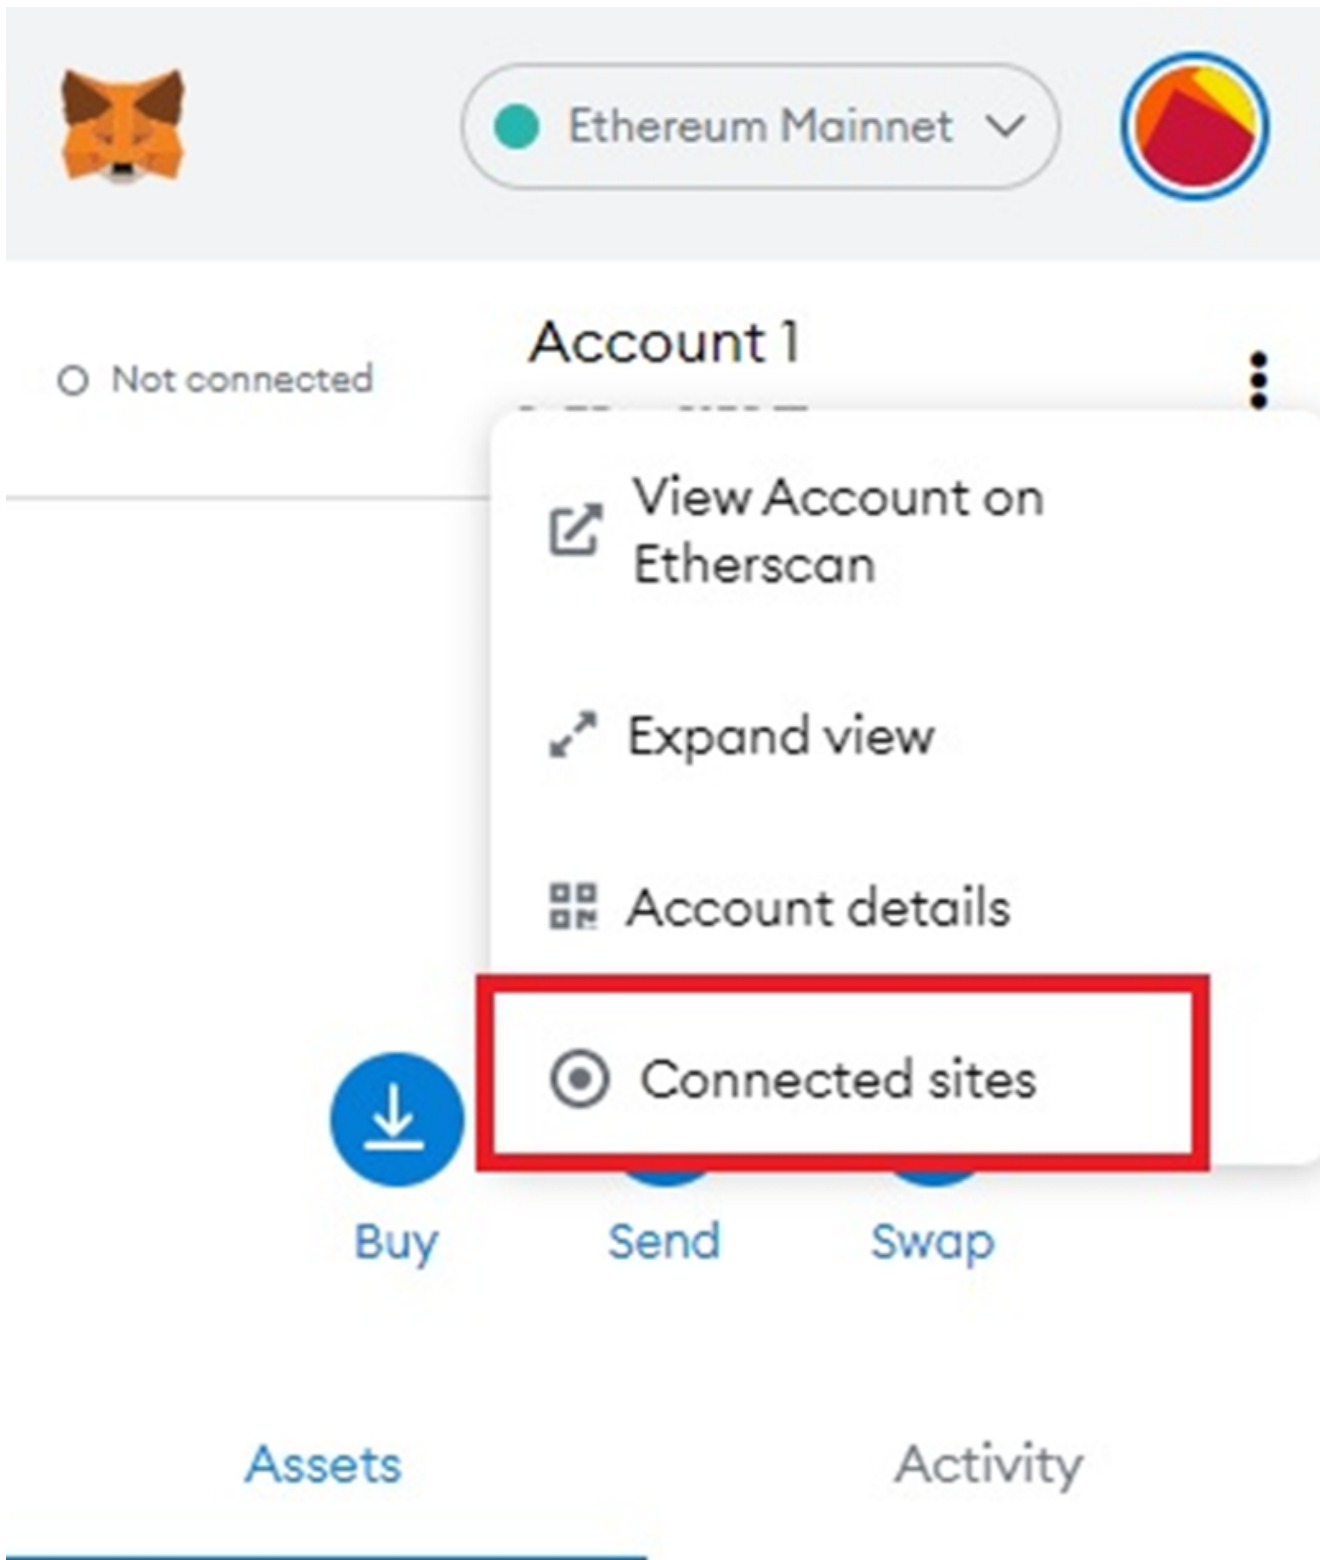 Ethereum Mainnet
Account 1
Not connected
View Account on
Etherscan
Expand view
Account details
Connected sites
Buy
Send
Swap
Assets
Activity